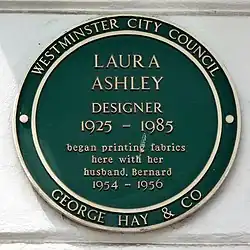 WESTMINSTER CITY COUNCIL
LAURA
ASHLEY
DESIGNER
1925 - 1985
began printing fabrics
here with her
husband, Bernard
1954 - 1956
GEORGE HAY & CO